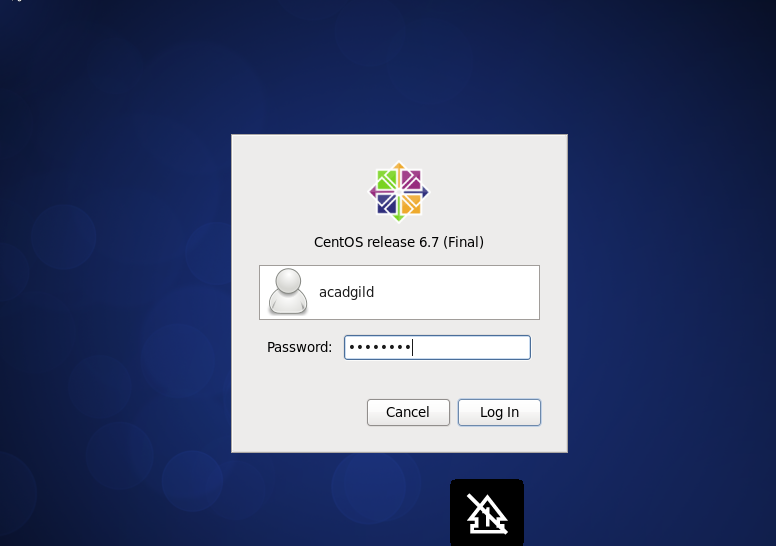 CentOS release 6.7 (Final)
acadgild
Password: ••••••••
Cancel Log In